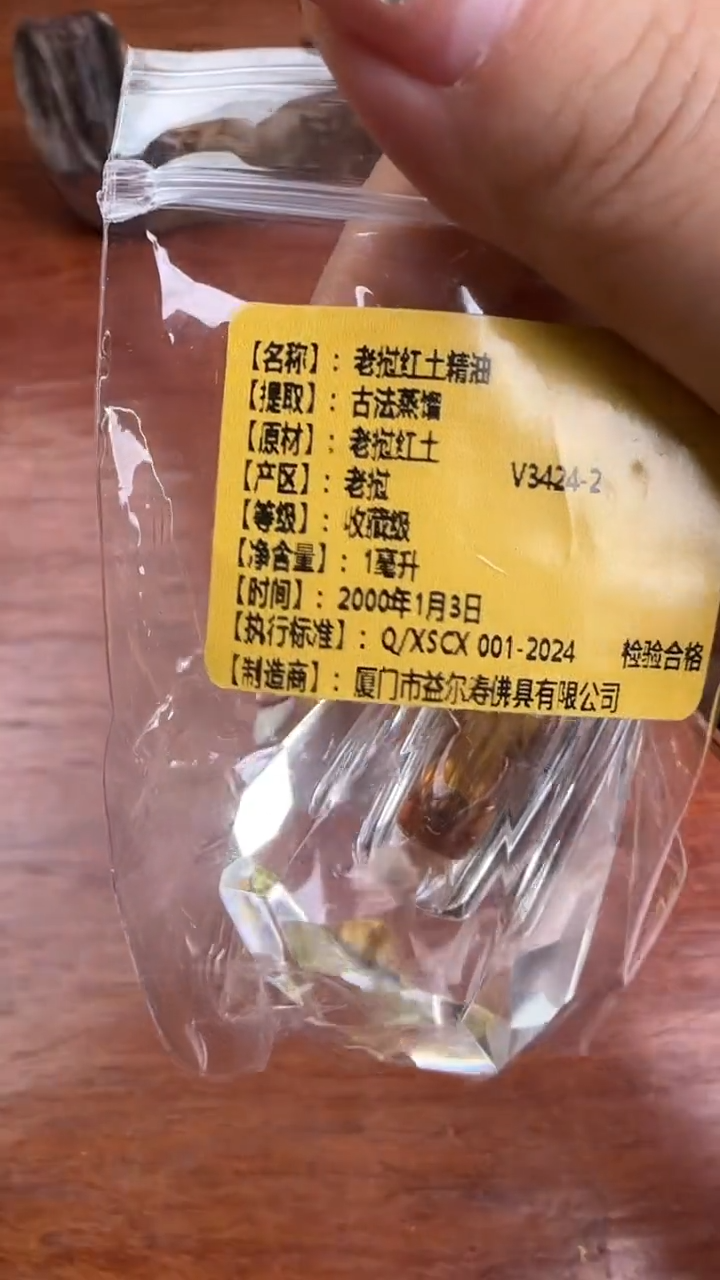 【名称】：老挝红土精油
【提取】：古法蒸馏
【原材】：老挝红土
【产区】：老挝 V3424-2
【等级】：收藏级
【净含量】：1毫升
【时间】：2000年1月3日
【执行标准】：Q/XSCX 001-2024 检验合格
【制造商】：厦门市益尔寿佛具有限公司